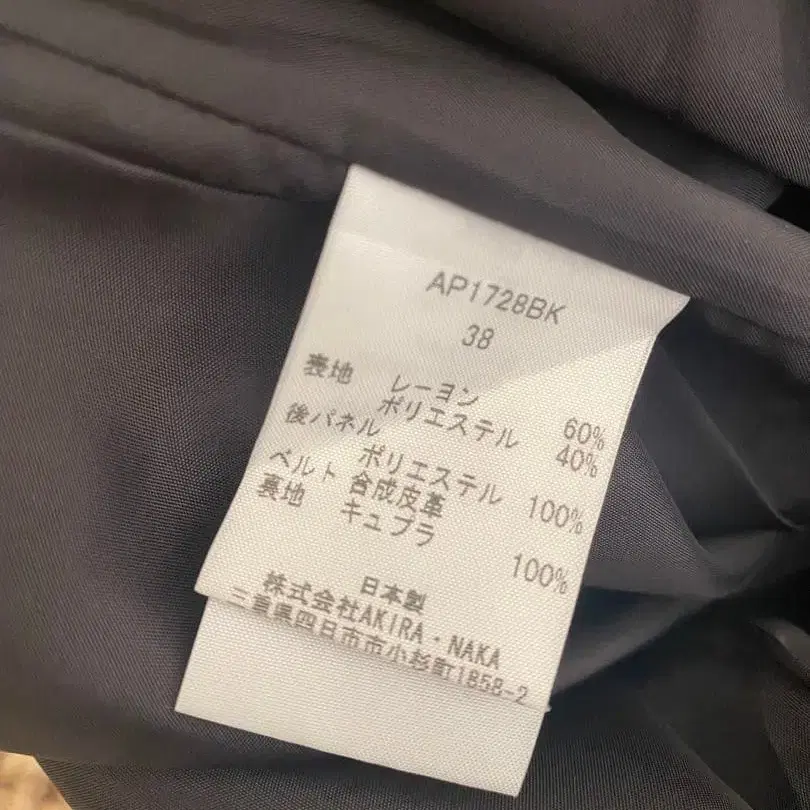 AP1728BK
38
表地 レーヨン 60%
ポリエステル 40%
後パネル
ポリエステル 100%
ベルト 合成皮革
裏地 キュプラ 100%
日本製
株式会社AKIRA・NAKA
三重県四日市市小杉町1858-2